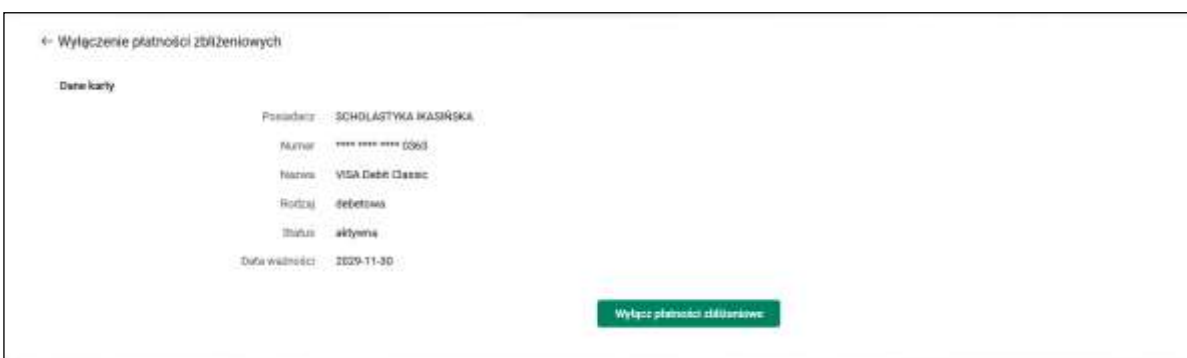 ← Wyłączenie płatności zbliżeniowych
Dane karty
Posiadacz SCHOLASTYKA IKASIŃSKA
Numer **** **** **** 0363
Nazwa VISA Debit Classic
Rodzaj debetowa
Status aktywna
Data ważności 2029-11-30
Wyłącz płatności zbliżeniowe